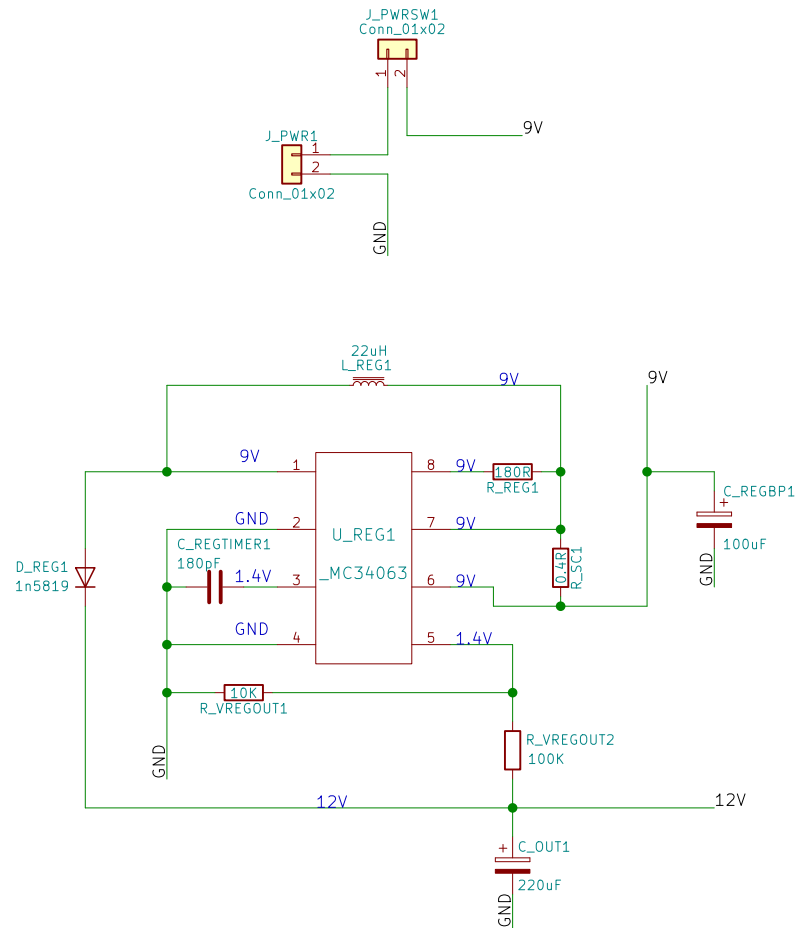 J_PWRSW1
Conn_01x02
1
2
9V
J_PWR1
1
2
Conn_01x02
GND
22uH
L_REG1
9V
9V
9V
1
8
9V
180R
R_REG1
C_REGBP1
+
100uF
GND
GND
2
7
9V
U_REG1
C_REGTIMER1
180pF
D_REG1
1n5819
1.4V
3
_MC34063
6
9V
0.4R
R_SC1
GND
4
5
1.4V
10K
R_VREGOUT1
R_VREGOUT2
100K
GND
12V
12V
+
C_OUT1
220uF
GND